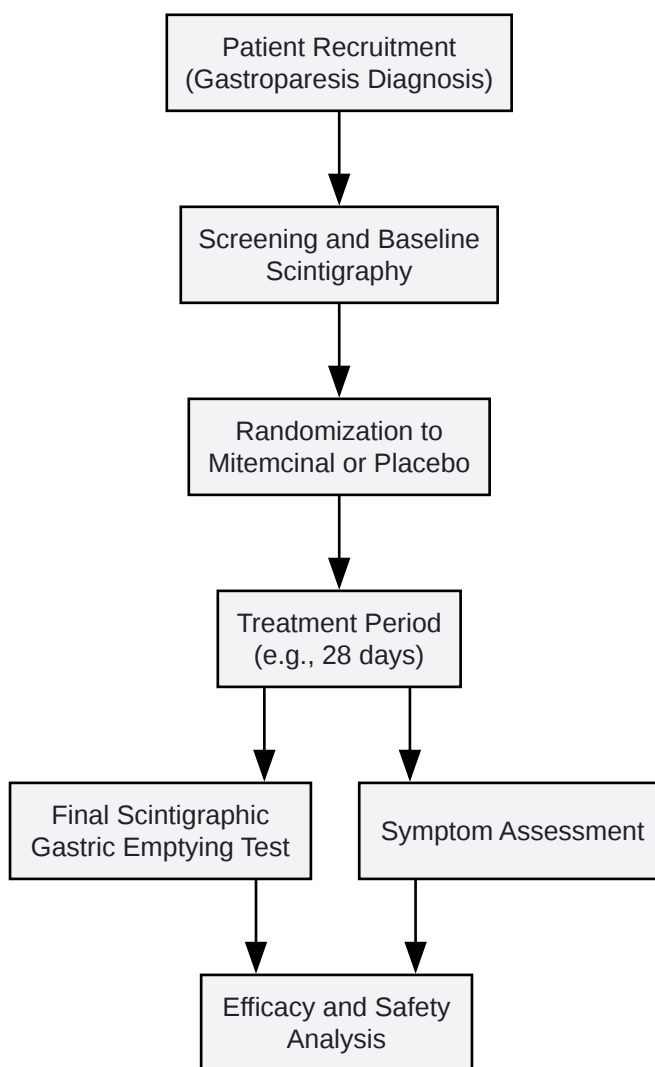 Patient Recruitment
(Gastroparesis Diagnosis)
Screening and Baseline
Scintigraphy
Randomization to
Mitemcinal or Placebo
Treatment Period
(e.g., 28 days)
Final Scintigraphic
Gastric Emptying Test
Symptom Assessment
Efficacy and Safety
Analysis